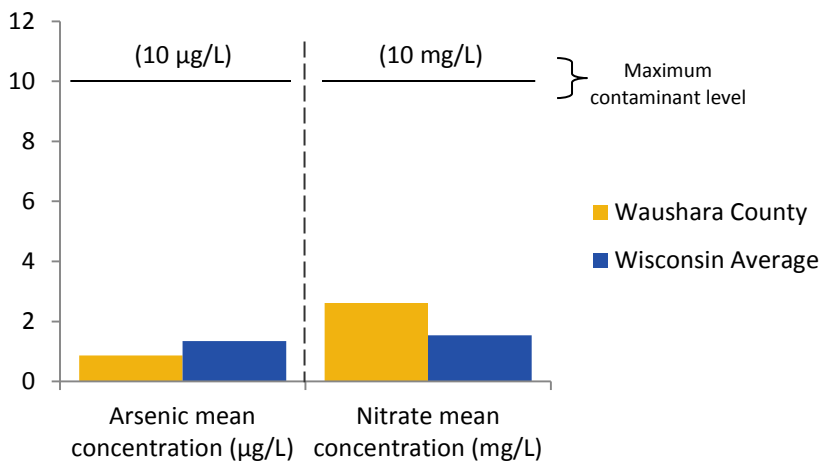 12
10
8
6
4
2
0
(10 µg/L)
(10 mg/L)
Maximum
contaminant level
Waushara County
Wisconsin Average
Arsenic mean
concentration (µg/L)
Nitrate mean
concentration (mg/L)